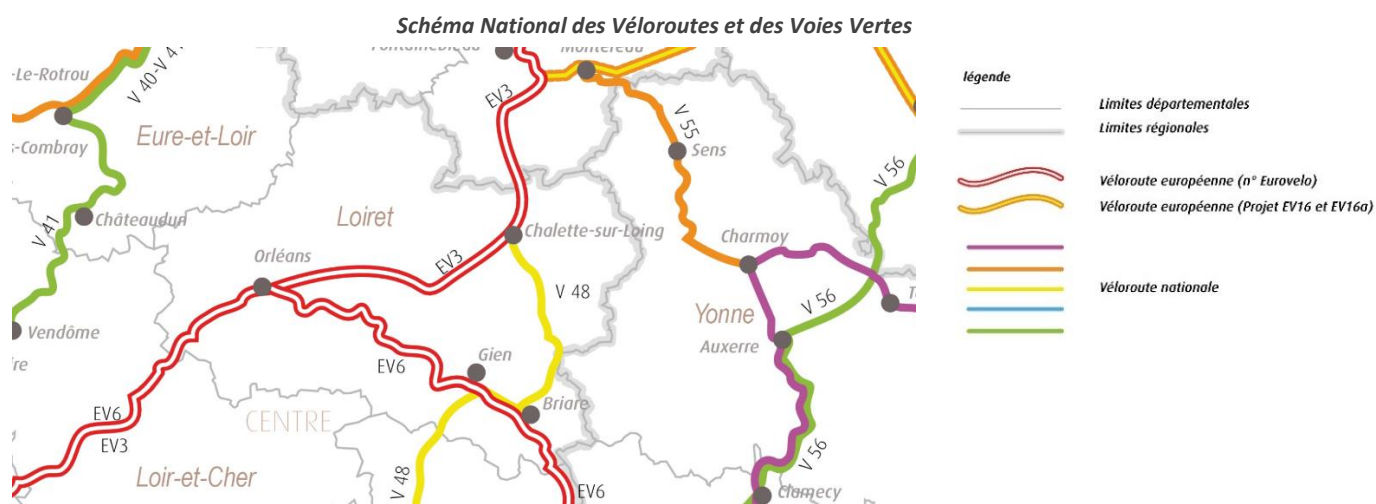 Schéma National des Véloroutes et des Voies Vertes
Montereau
-Le-Rotrou
V 40-V 41
EV3
Eure-et-Loir
V 55
s-Combray
Sens
V 56
Châteaudun
Loiret
V 41
Chalette-sur-Loing
Charmoy
Orléans
EV3
V 48
V 56
Yonne
Vendôme
Auxerre
Gien
EV6
Briare
EV6
CENTRE
EV3
V 56
Loir-et-Cher
V 48
EV6
Clamecy
légende
Limites départementales
Limites régionales
Véloroute européenne (n° Eurovelo)
Véloroute européenne (Projet EV16 et EV16a)
Véloroute nationale